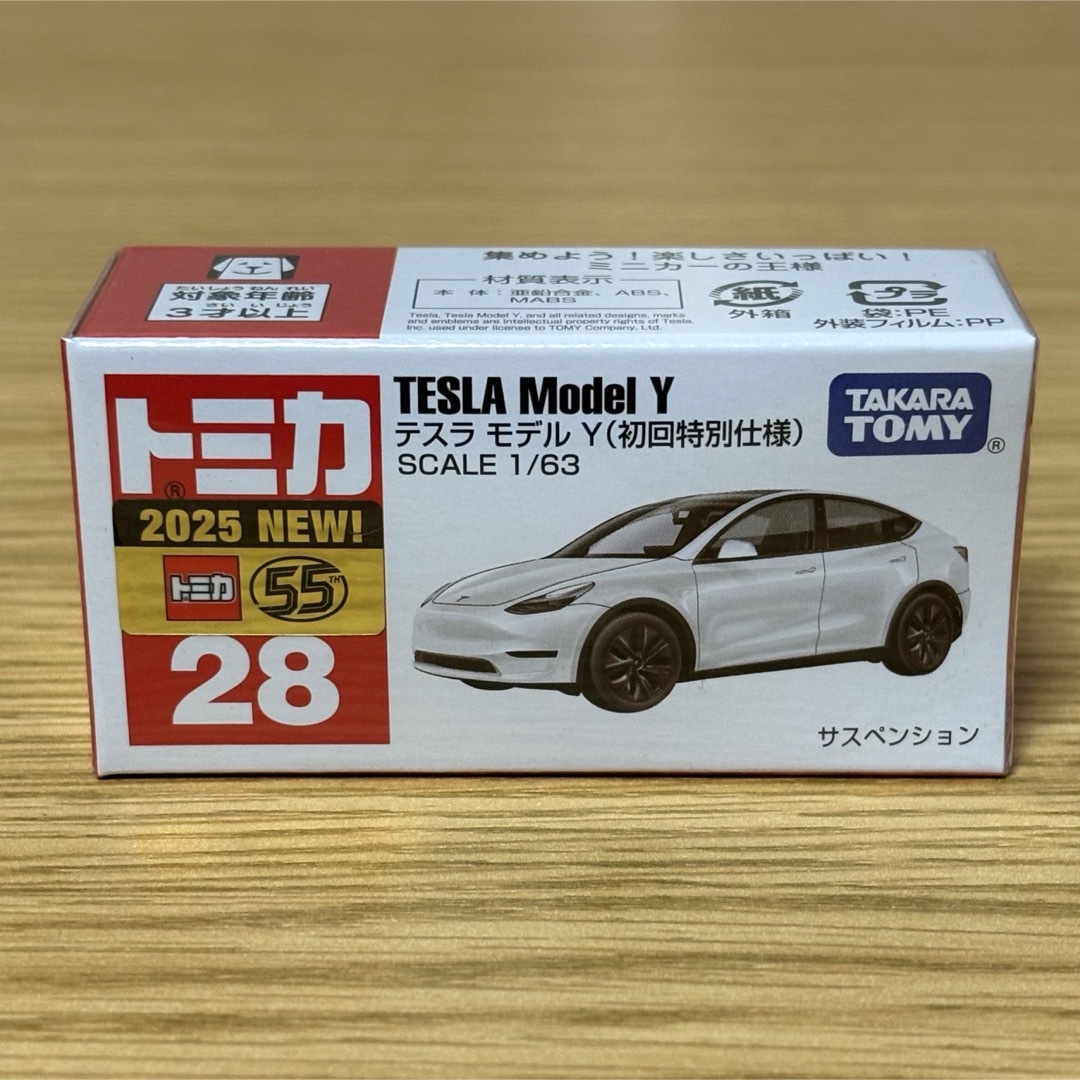 たいしょう ねん れい
対象年齢
さい い じょう
3才以上
集めよう！楽しさいっぱい！
ミニカーの王様
材質表示
本 体：亜鉛合金、ABS、
MABS
Tesla, Tesla Model Y, and all related designs, marks
and emblems are intellectual property rights of Tesla,
Inc. used under license to TOMY Company, Ltd.
紙
外箱
プラ
袋：PE
外装フィルム：PP
トミカ®
2025 NEW!
トミカ 55TH
28
TESLA Model Y
テスラ モデル Y（初回特別仕様）
SCALE 1/63
TAKARA
TOMY®
サスペンション